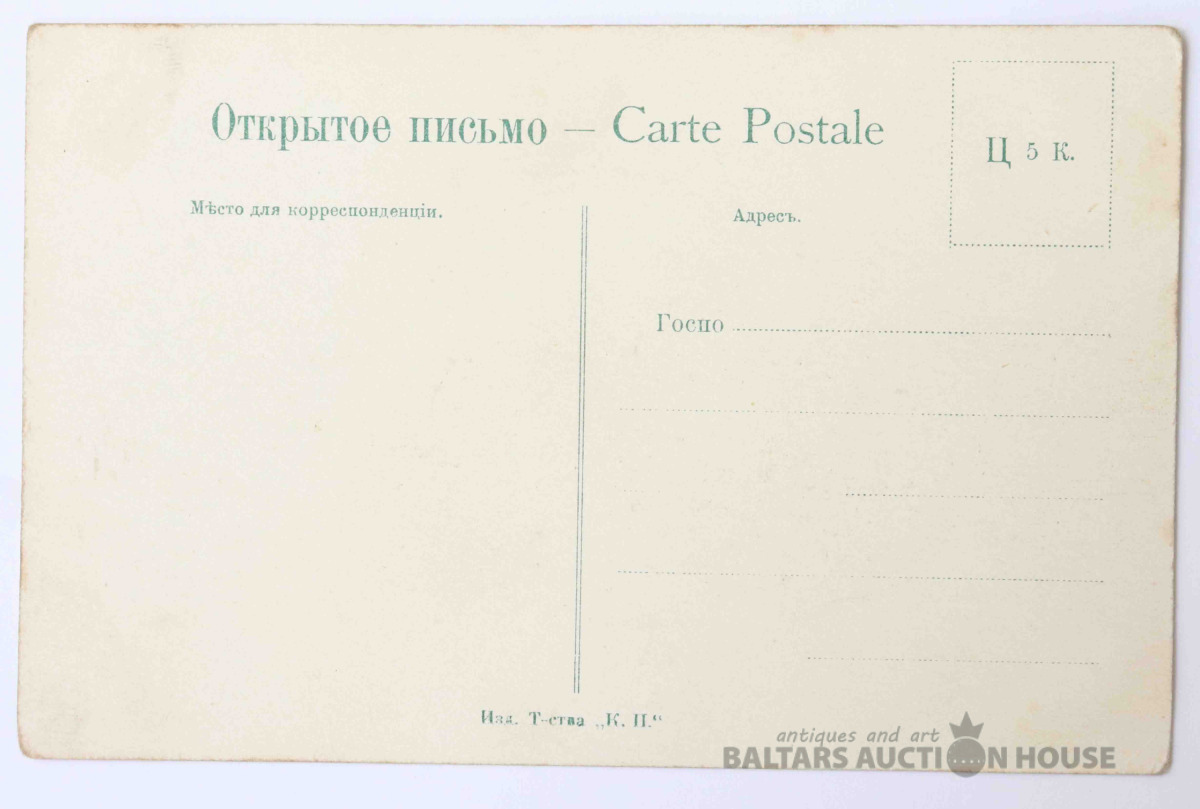 Открытое письмо — Carte Postale
Ц 5 К.
Мѣсто для корреспонденціи.
Адресъ.
Госпо
Изд. Т-ства „К. П.“
antiques and art
BALTARS AUCTION HOUSE